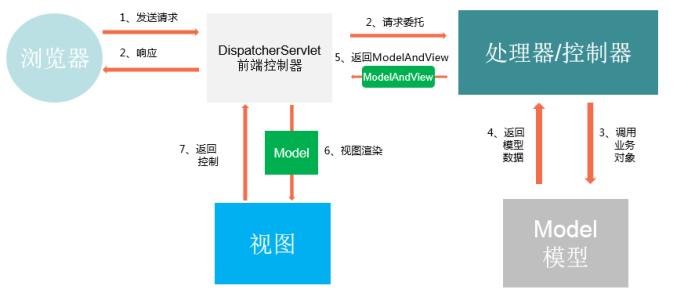 1、发送请求
2、响应
浏览器
DispatcherServlet
前端控制器
2、请求委托
5、返回ModelAndView
ModelAndView
处理器/控制器
7、返回
控制
Model
6、视图渲染
4、返回
模型
数据
3、调用
业务
对象
视图
Model
模型